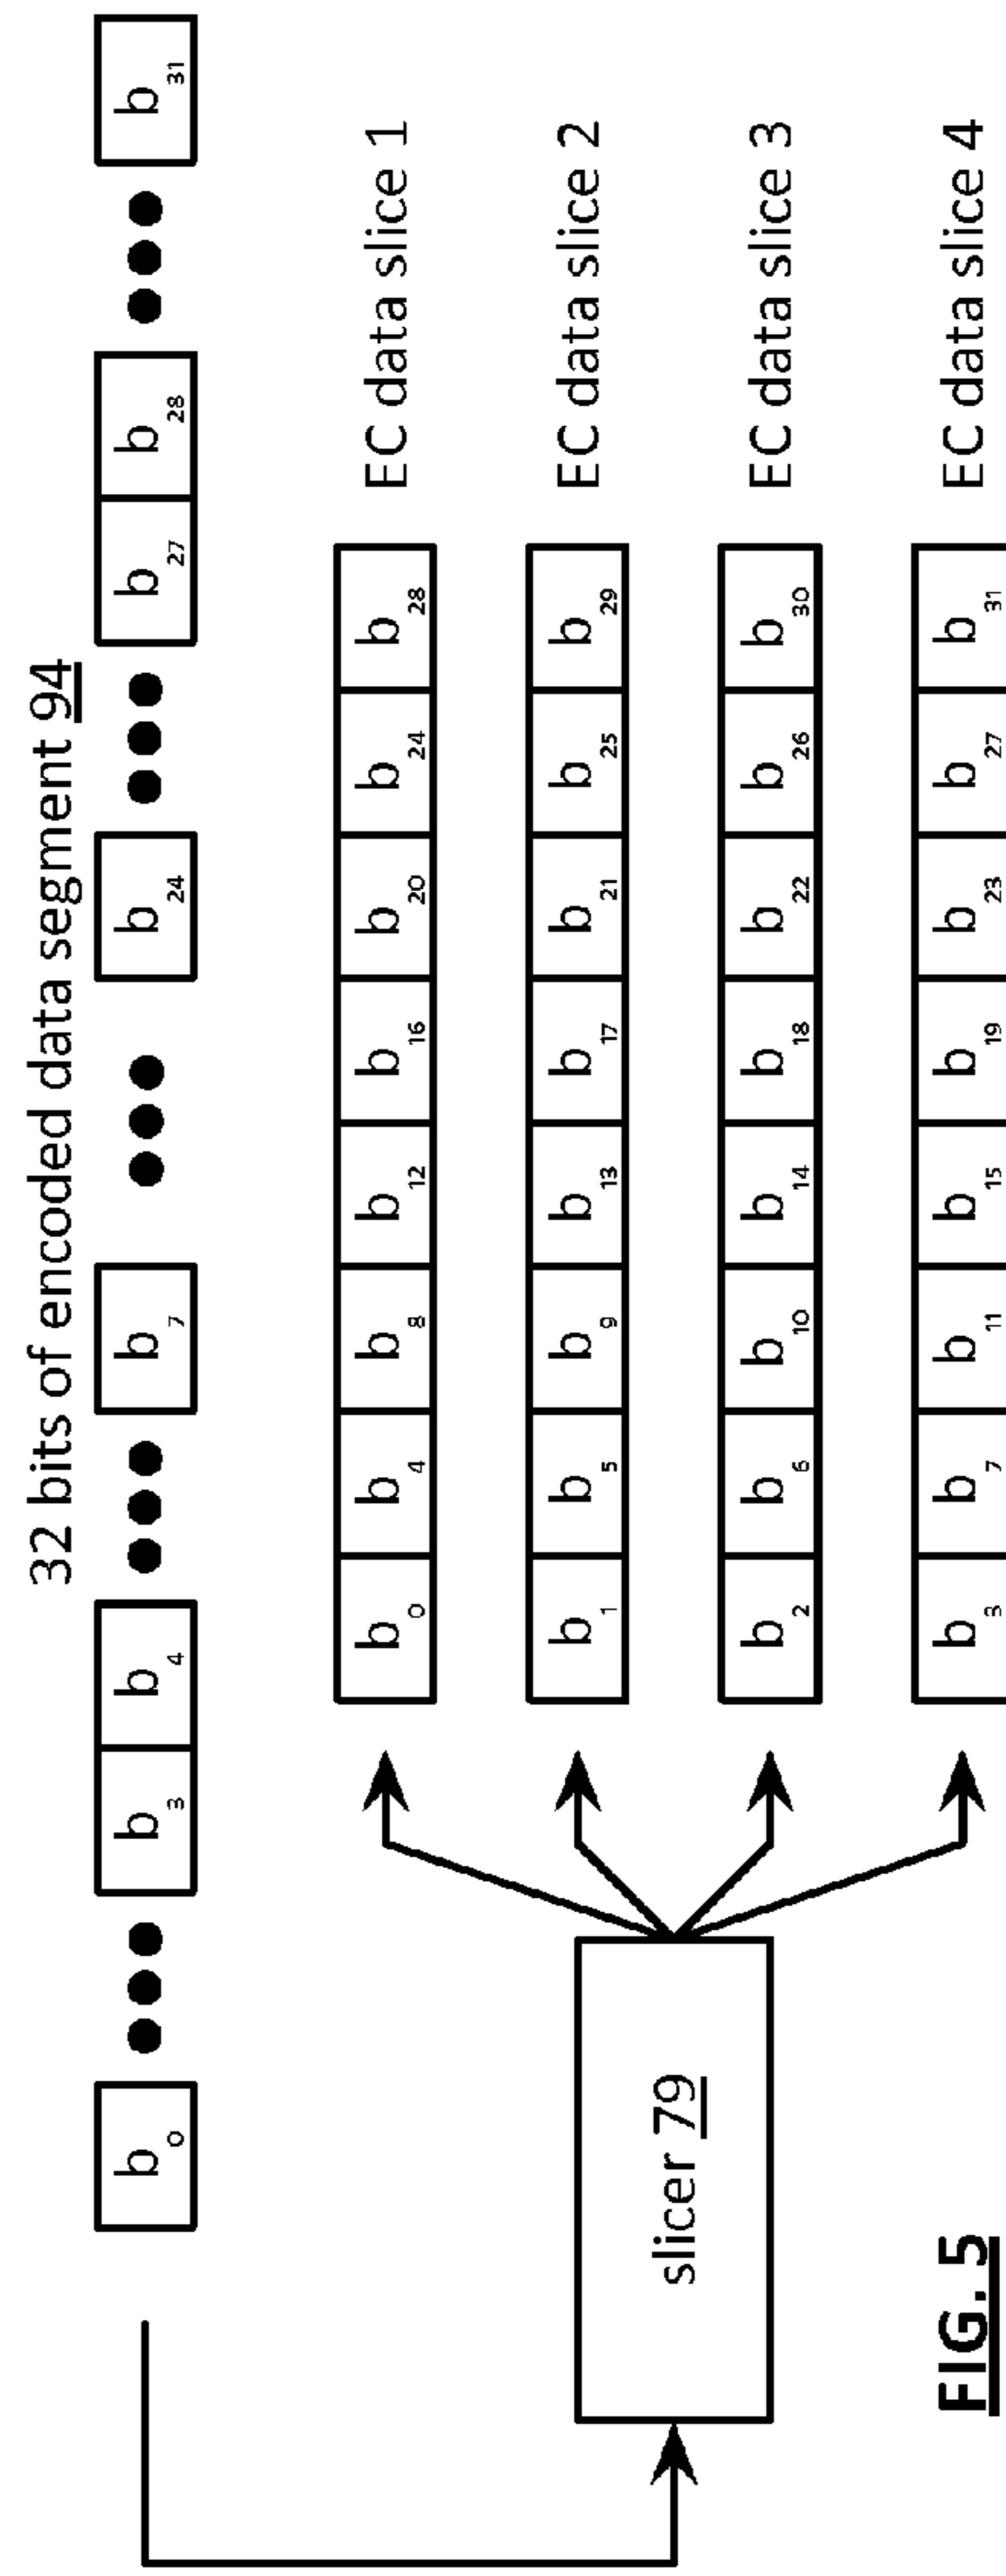 32 bits of encoded data segment 94
b0 ●●● b3 b4 ●●● b7 ●●● b24 ●●● b27 b28 ●●● b31
b0 b4 b8 b12 b16 b20 b24 b28 EC data slice 1
b1 b5 b9 b13 b17 b21 b25 b29 EC data slice 2
slicer 79
b2 b6 b10 b14 b18 b22 b26 b30 EC data slice 3
b3 b7 b11 b15 b19 b23 b27 b31 EC data slice 4
FIG. 5